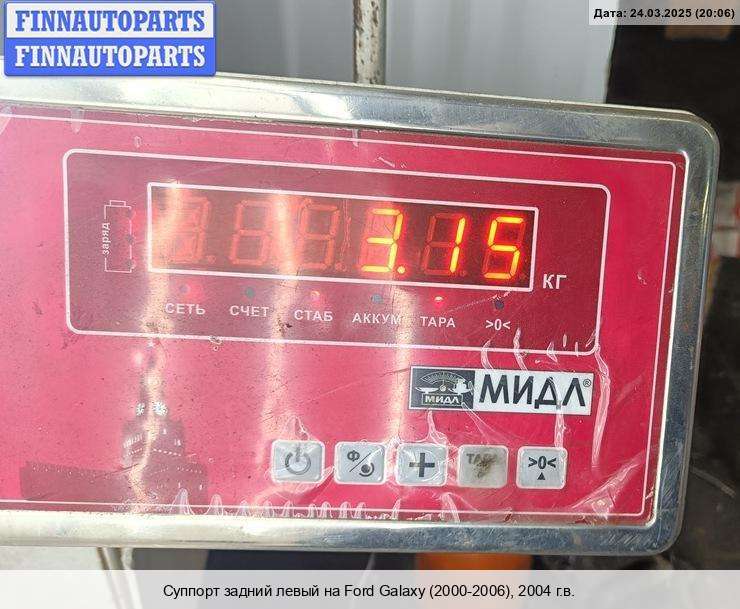 FINNAUTOPARTS
FINNAUTOPARTS
Дата: 24.03.2025 (20:06)
заряд
3.15
КГ
СЕТЬ СЧЕТ СТАБ АККУМ ТАРА >0<
МИДЛ
МИДЛ®
Ф
>0<
Суппорт задний левый на Ford Galaxy (2000-2006), 2004 г.в.